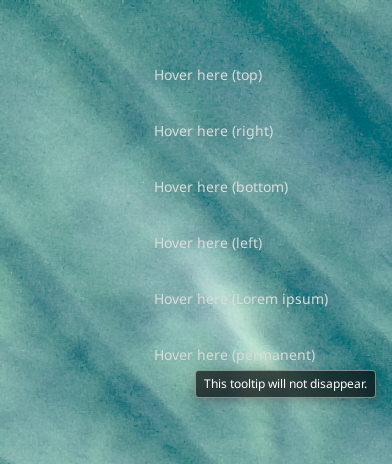 Hover here (top)
Hover here (right)
Hover here (bottom)
Hover here (left)
Hover here (Lorem ipsum)
Hover here (permanent)
This tooltip will not disappear.